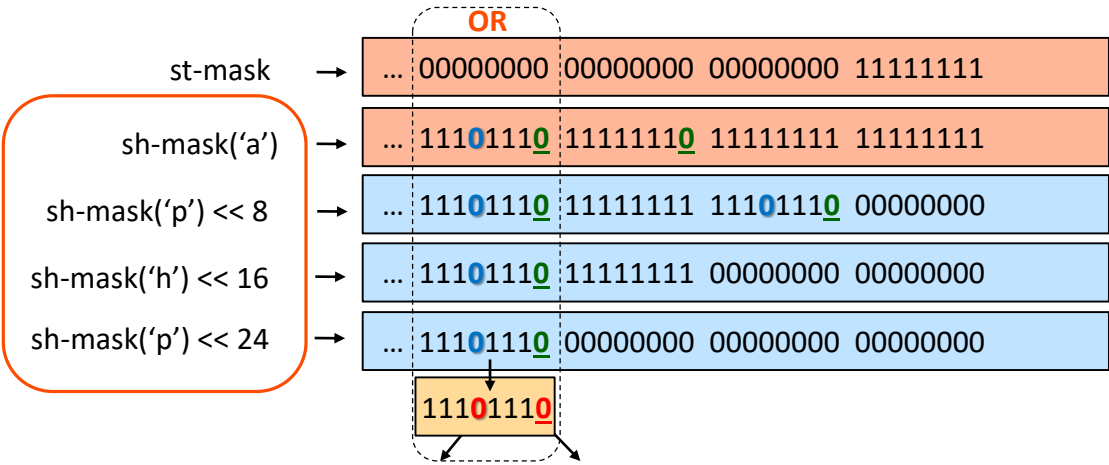 OR
st-mask → ... 00000000 00000000 00000000 11111111
sh-mask(‘a’) → ... 11101110 11111110 11111111 11111111
sh-mask(‘p’) << 8 → ... 11101110 11111111 11101110 00000000
sh-mask(‘h’) << 16 → ... 11101110 11111111 00000000 00000000
sh-mask(‘p’) << 24 → ... 11101110 00000000 00000000 00000000
11101110